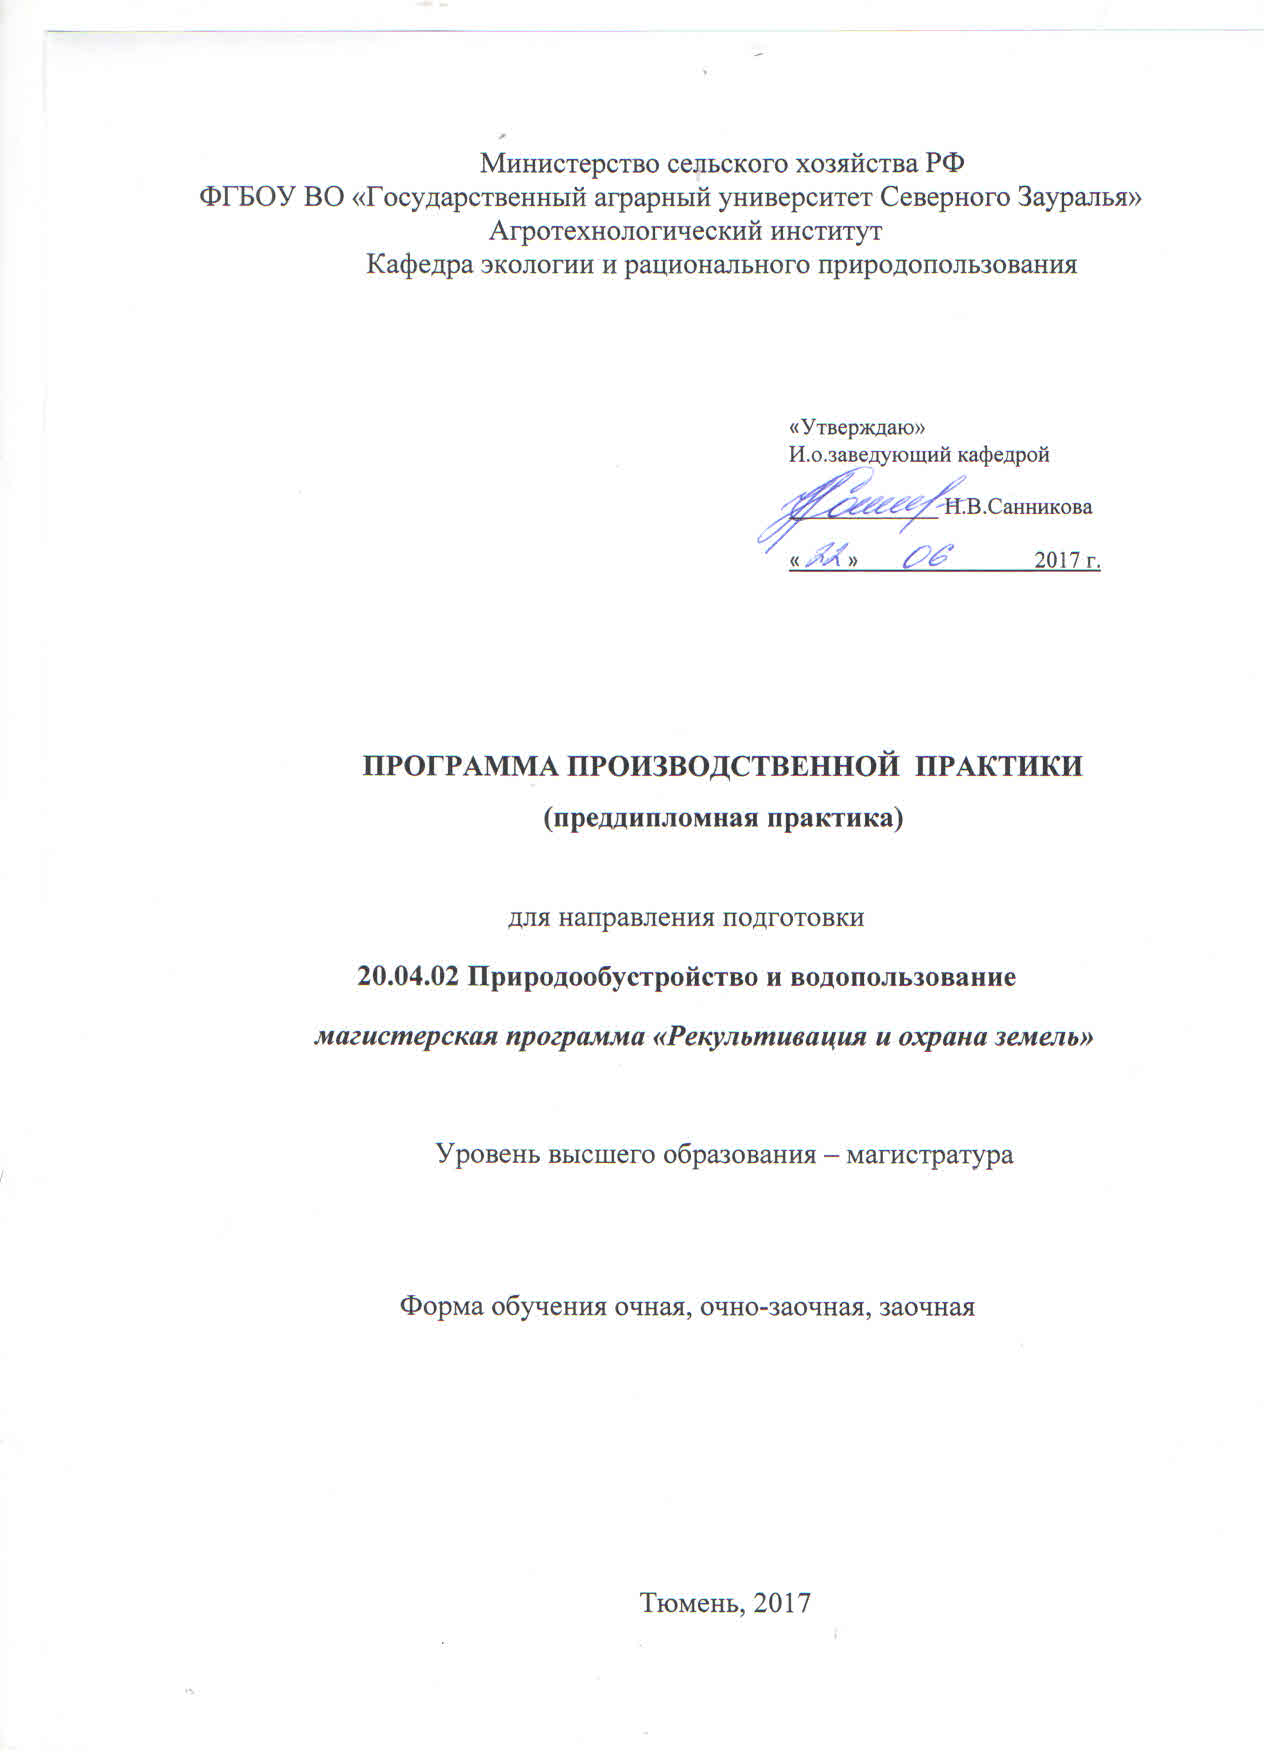 Министерство сельского хозяйства РФ
ФГБОУ ВО «Государственный аграрный университет Северного Зауралья»
Агротехнологический институт
Кафедра экологии и рационального природопользования
«Утверждаю»
И.о.заведующий кафедрой
Н.В.Санникова
« 22 » 06 2017 г.
ПРОГРАММА ПРОИЗВОДСТВЕННОЙ ПРАКТИКИ
(преддипломная практика)
для направления подготовки
20.04.02 Природообустройство и водопользование
магистерская программа «Рекультивация и охрана земель»
Уровень высшего образования – магистратура
Форма обучения очная, очно-заочная, заочная
Тюмень, 2017